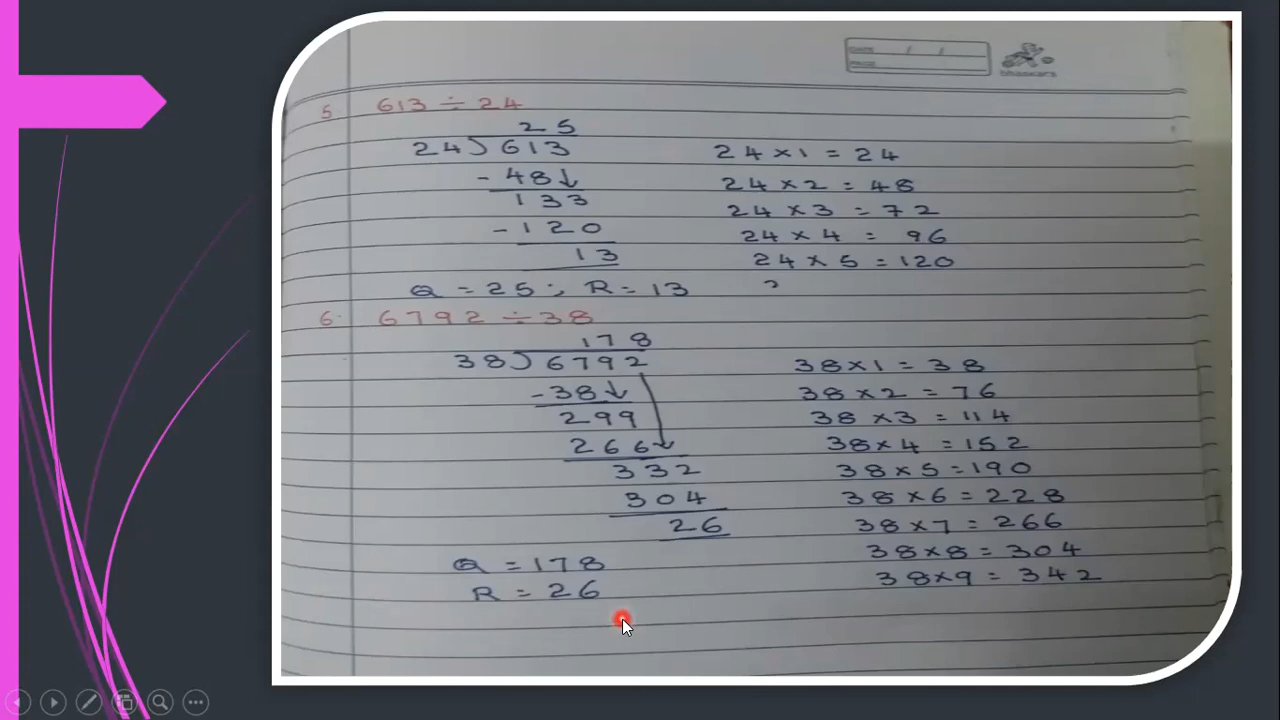 DATE / /
PAGE
bhaskars
5. 613 ÷ 24
25
24)613
-48↓
133
-120
13
Q = 25 ; R = 13
24 × 1 = 24
24 × 2 = 48
24 × 3 = 72
24 × 4 = 96
24 × 5 = 120
6. 6792 ÷ 38
178
38)6792
-38↓
299
266↓
332
304
26
Q = 178
R = 26
38×1 = 38
38×2 = 76
38×3 = 114
38×4 = 152
38×5 = 190
38×6 = 228
38×7 = 266
38×8 = 304
38×9 = 342